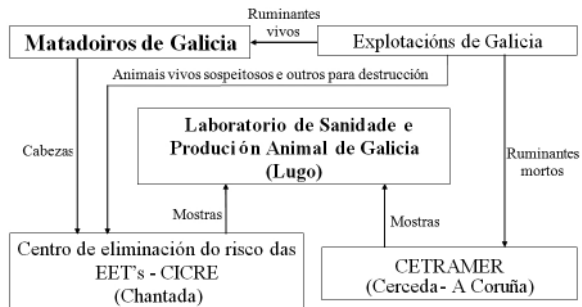 Ruminantes
vivos
Matadoiros de Galicia
Explotacións de Galicia
Animais vivos sospeitosos e outros para destrucción
Laboratorio de Sanidade e
Produción Animal de Galicia
(Lugo)
Cabezas
Ruminantes
mortos
Mostras
Mostras
Centro de eliminación do risco das
EET's - CICRE
(Chantada)
CETRAMER
(Cerceda- A Coruña)